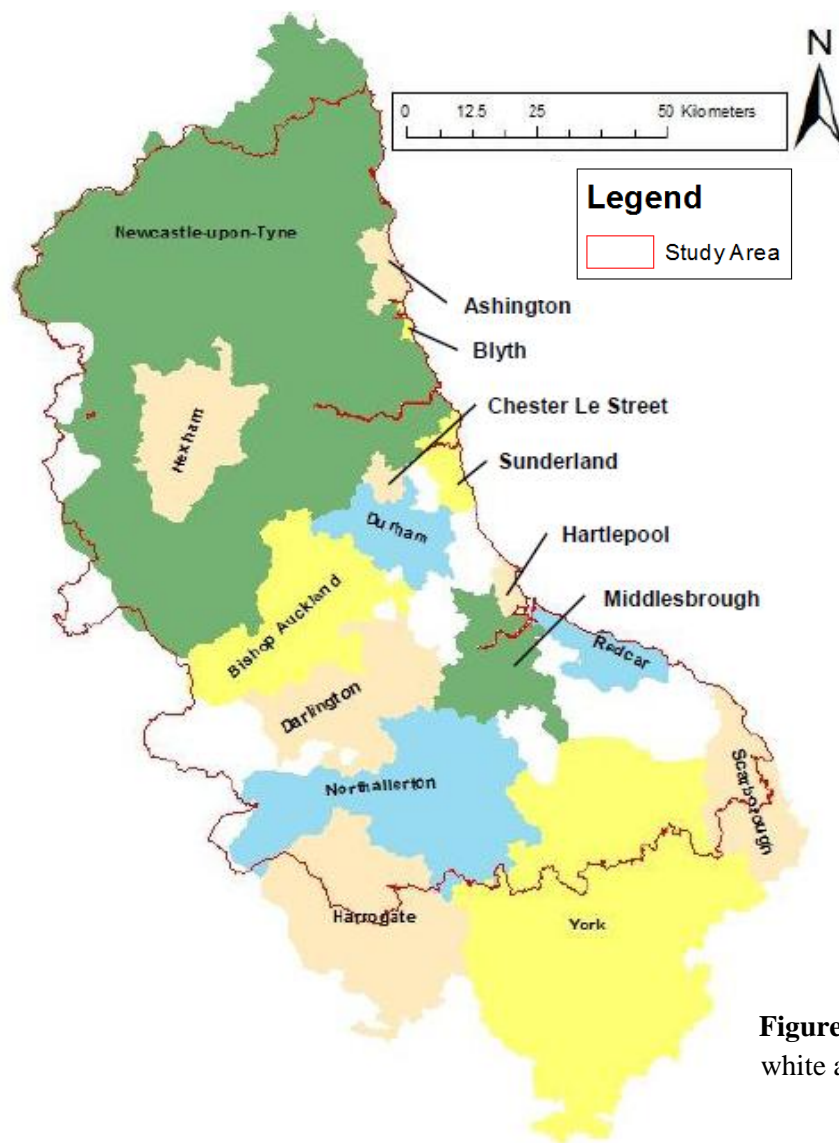 N
0 12.5 25 50 Kilometers
Legend
Study Area
Newcastle-upon-Tyne
Ashington
Blyth
Hexham
Chester Le Street
Sunderland
Durham
Hartlepool
Bishop Auckland
Middlesbrough
Redcar
Darlington
Northallerton
Scarborough
Harrogate
York
Figure
white a